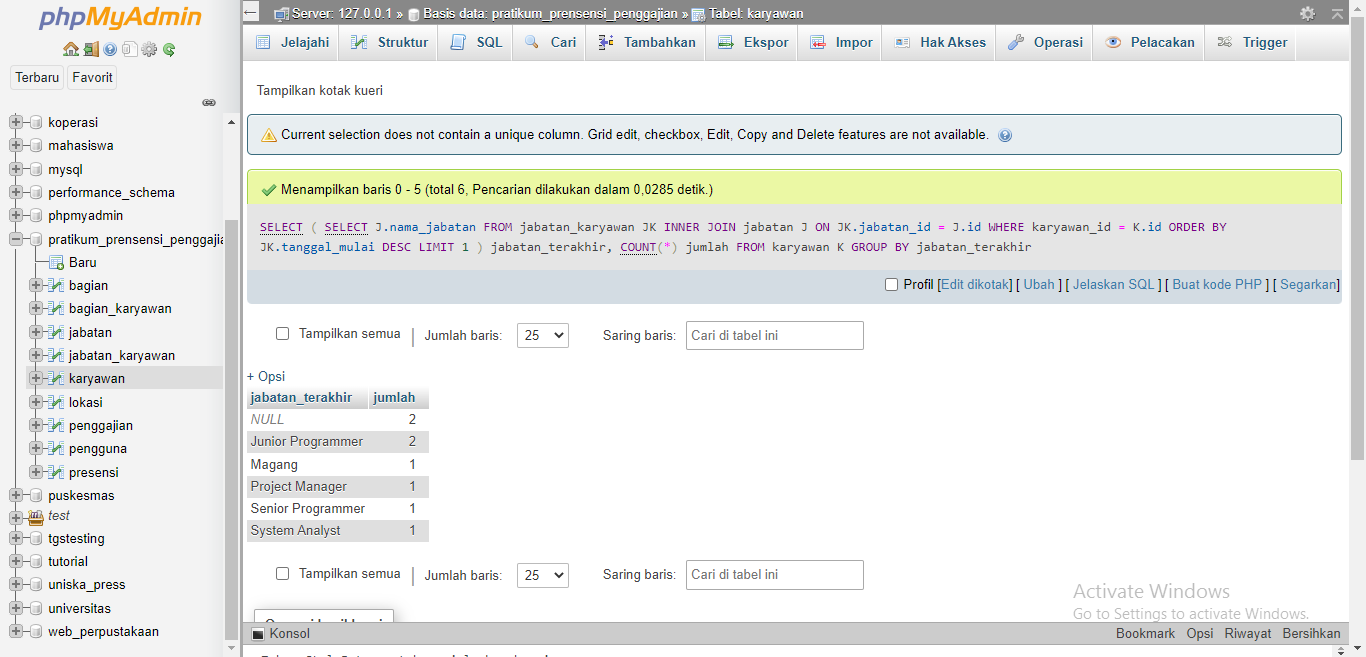 phpMyAdmin
Terbaru Favorit
koperasi
mahasiswa
mysql
performance_schema
phpmyadmin
pratikum_prensensi_penggajia
Baru
bagian
bagian_karyawan
jabatan
jabatan_karyawan
karyawan
lokasi
penggajian
pengguna
presensi
puskesmas
test
tgstesting
tutorial
uniska_press
universitas
web_perpustakaan
Server: 127.0.0.1 » Basis data: pratikum_prensensi_penggajian » Tabel: karyawan
Jelajahi Struktur SQL Cari Tambahkan Ekspor Impor Hak Akses Operasi Pelacakan Trigger
Tampilkan kotak kueri
Current selection does not contain a unique column. Grid edit, checkbox, Edit, Copy and Delete features are not available.
Menampilkan baris 0 - 5 (total 6, Pencarian dilakukan dalam 0,0285 detik.)
SELECT ( SELECT J.nama_jabatan FROM jabatan_karyawan JK INNER JOIN jabatan J ON JK.jabatan_id = J.id WHERE karyawan_id = K.id ORDER BY
JK.tanggal_mulai DESC LIMIT 1 ) jabatan_terakhir, COUNT(*) jumlah FROM karyawan K GROUP BY jabatan_terakhir
Profil [Edit dikotak] [ Ubah ] [ Jelaskan SQL ] [ Buat kode PHP ] [ Segarkan]
Tampilkan semua | Jumlah baris: 25 Saring baris: Cari di tabel ini
+ Opsi
jabatan_terakhir jumlah
NULL 2
Junior Programmer 2
Magang 1
Project Manager 1
Senior Programmer 1
System Analyst 1
Tampilkan semua | Jumlah baris: 25 Saring baris: Cari di tabel ini
Activate Windows
Go to Settings to activate Windows.
Konsol Bookmark Opsi Riwayat Bersihkan